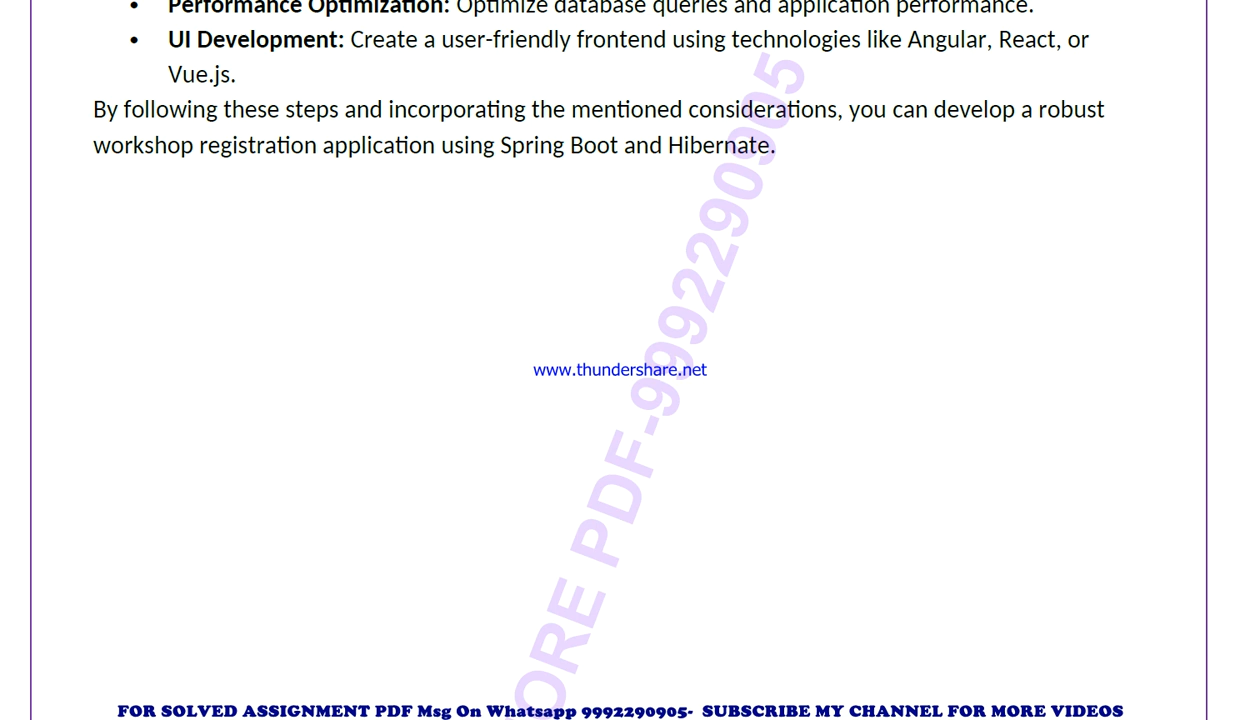 • Performance Optimization: Optimize database queries and application performance.
• UI Development: Create a user-friendly frontend using technologies like Angular, React, or
Vue.js.
By following these steps and incorporating the mentioned considerations, you can develop a robust
workshop registration application using Spring Boot and Hibernate.
www.thundershare.net
ORE PDF-9992290905
FOR SOLVED ASSIGNMENT PDF Msg On Whatsapp 9992290905- SUBSCRIBE MY CHANNEL FOR MORE VIDEOS